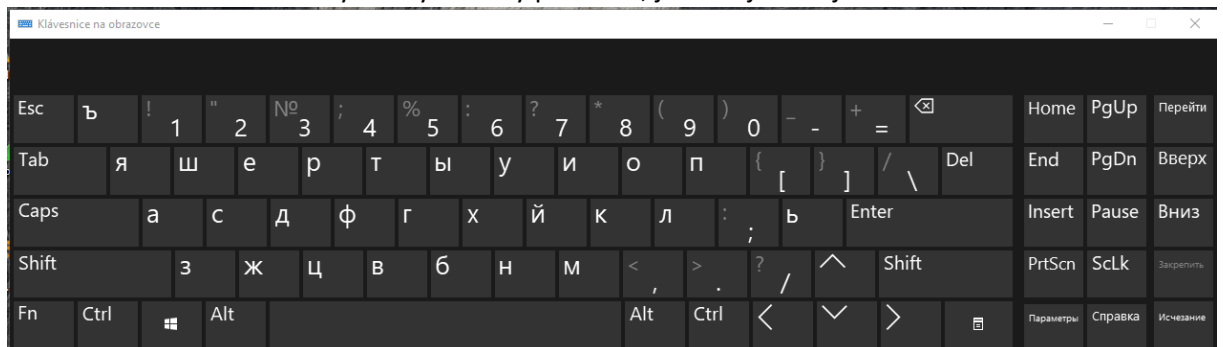 Klávesnice na obrazovce
Esc ъ ! 1 " 2 № 3 ; 4 % 5 : 6 ? 7 * 8 ( 9 ) 0 _ - + = Home PgUp Перейти
Tab я ш е р т ы у и о п { [ } ] / \ Del End PgDn Вверх
Caps а с д ф г х й к л : ; ь Enter Insert Pause Вниз
Shift з ж ц в б н м < , > . ? / Shift PrtScn ScLk Закрепить
Fn Ctrl Alt Alt Ctrl Параметры Справка Исчезание